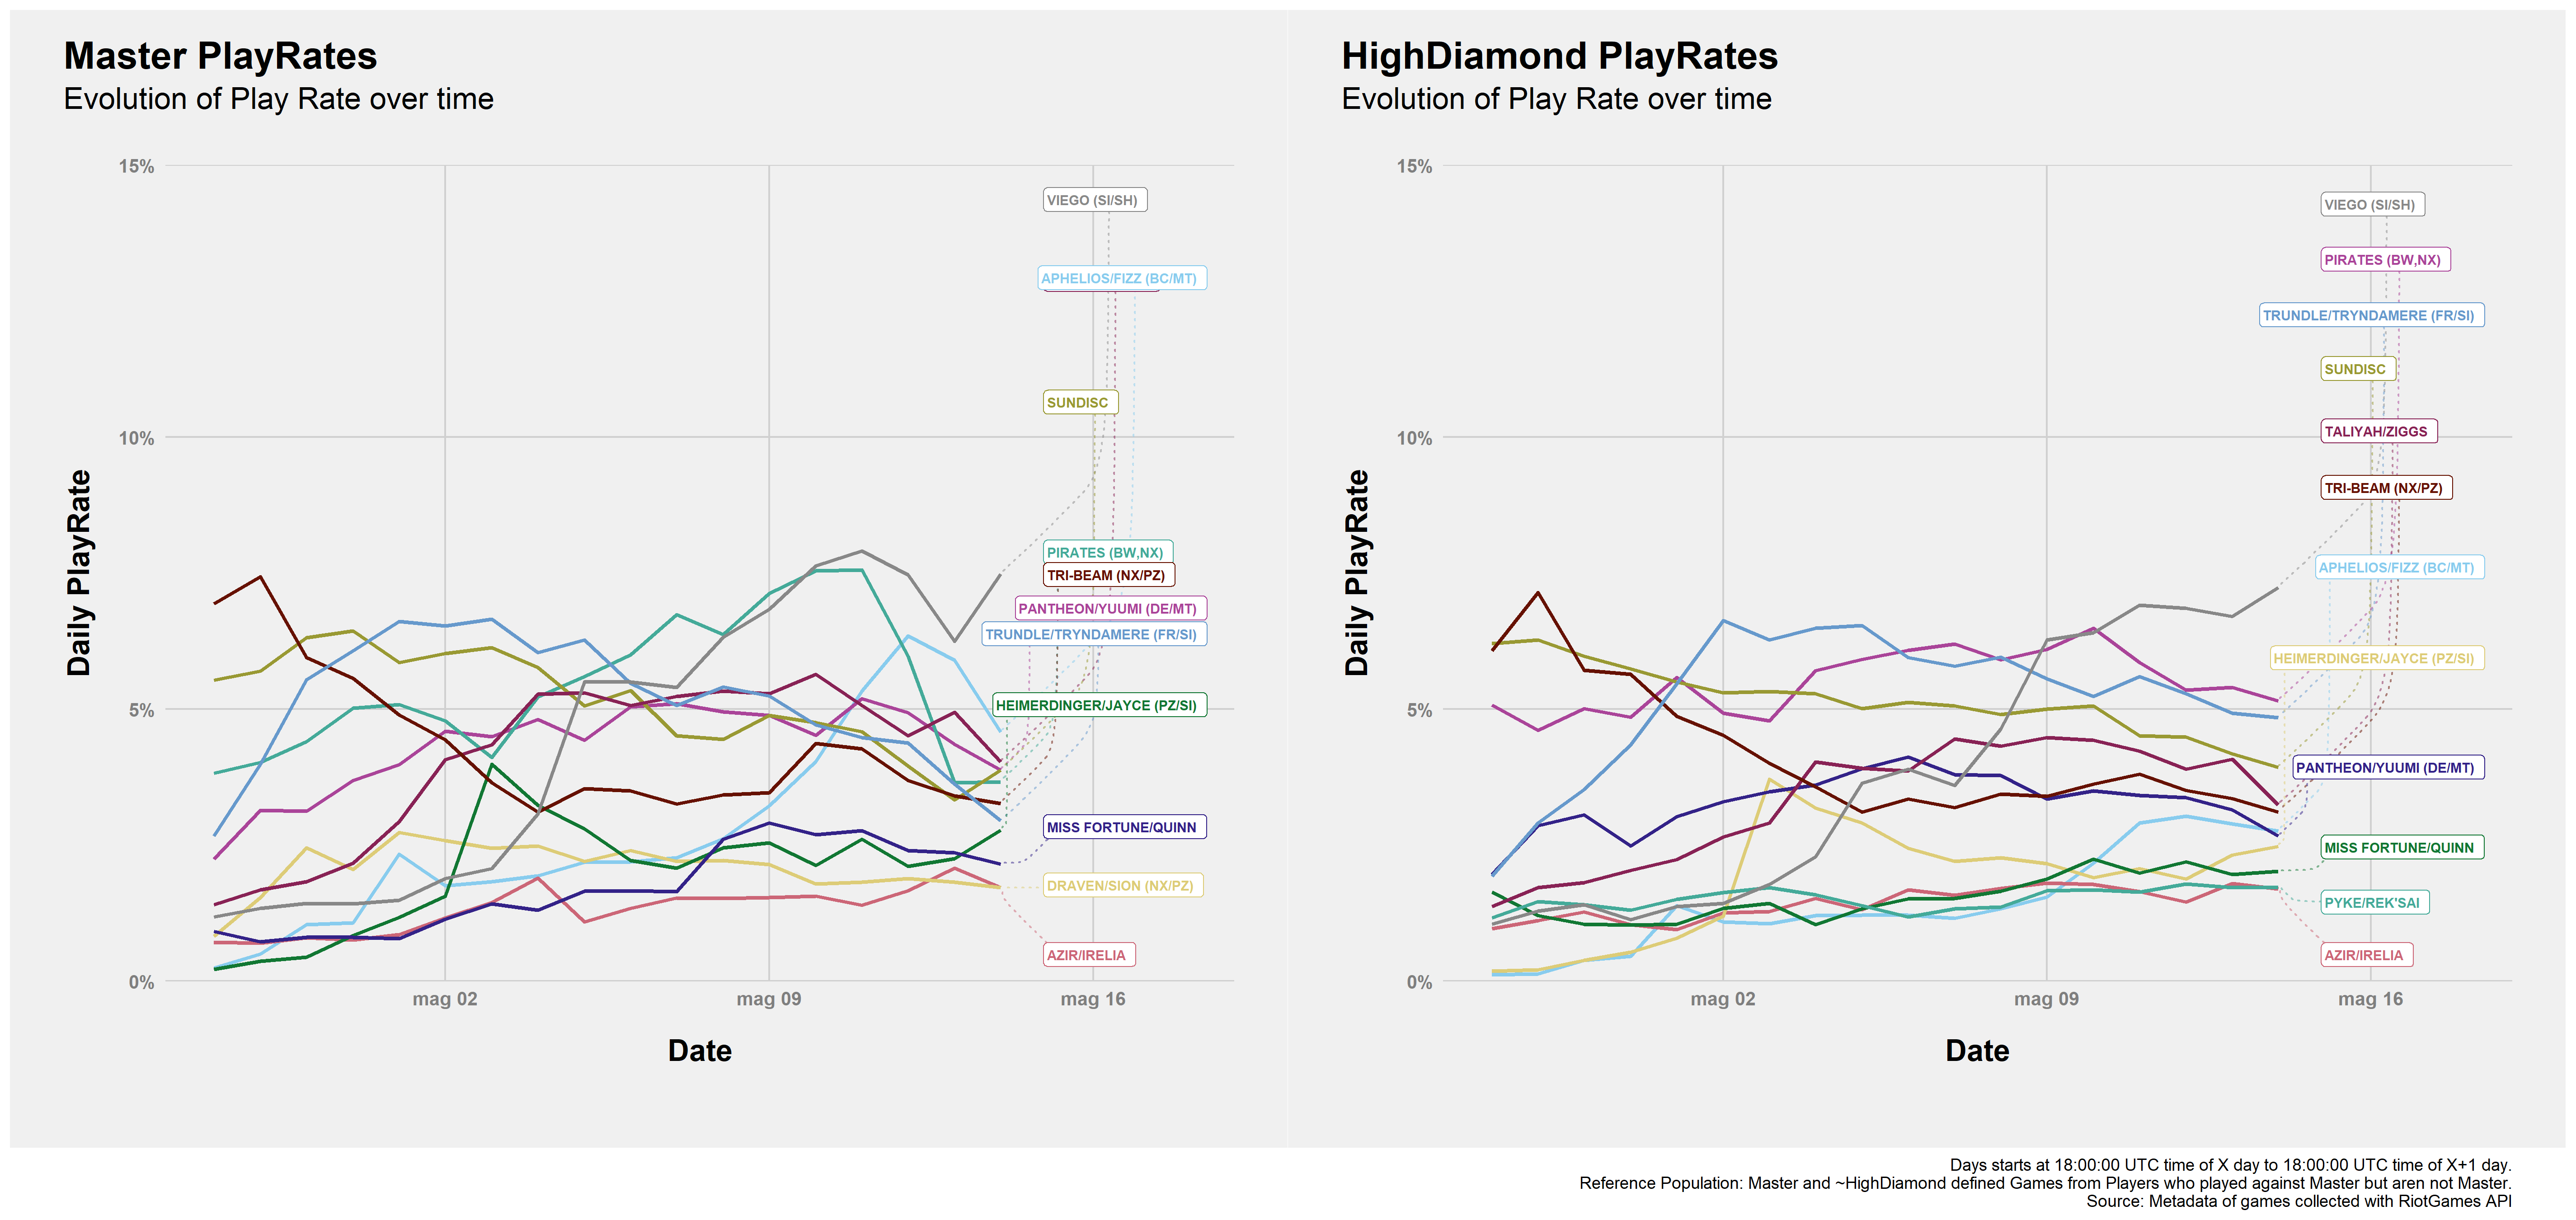 Master PlayRates
Evolution of Play Rate over time
Daily PlayRate
15%
10%
5%
0%
VIEGO (SI/SH)
APHELIOS/FIZZ (BC/MT)
SUNDISC
PIRATES (BW,NX)
TRI-BEAM (NX/PZ)
PANTHEON/YUUMI (DE/MT)
TRUNDLE/TRYNDAMERE (FR/SI)
HEIMERDINGER/JAYCE (PZ/SI)
MISS FORTUNE/QUINN
DRAVEN/SION (NX/PZ)
AZIR/IRELIA
mag 02
mag 09
mag 16
Date
HighDiamond PlayRates
Evolution of Play Rate over time
Daily PlayRate
15%
10%
5%
0%
VIEGO (SI/SH)
PIRATES (BW,NX)
TRUNDLE/TRYNDAMERE (FR/SI)
SUNDISC
TALIYAH/ZIGGS
TRI-BEAM (NX/PZ)
APHELIOS/FIZZ (BC/MT)
HEIMERDINGER/JAYCE (PZ/SI)
PANTHEON/YUUMI (DE/MT)
MISS FORTUNE/QUINN
PYKE/REK'SAI
AZIR/IRELIA
mag 02
mag 09
mag 16
Date
Days starts at 18:00:00 UTC time of X day to 18:00:00 UTC time of X+1 day.
Reference Population: Master and ~HighDiamond defined Games from Players who played against Master but aren not Master.
Source: Metadata of games collected with RiotGames API